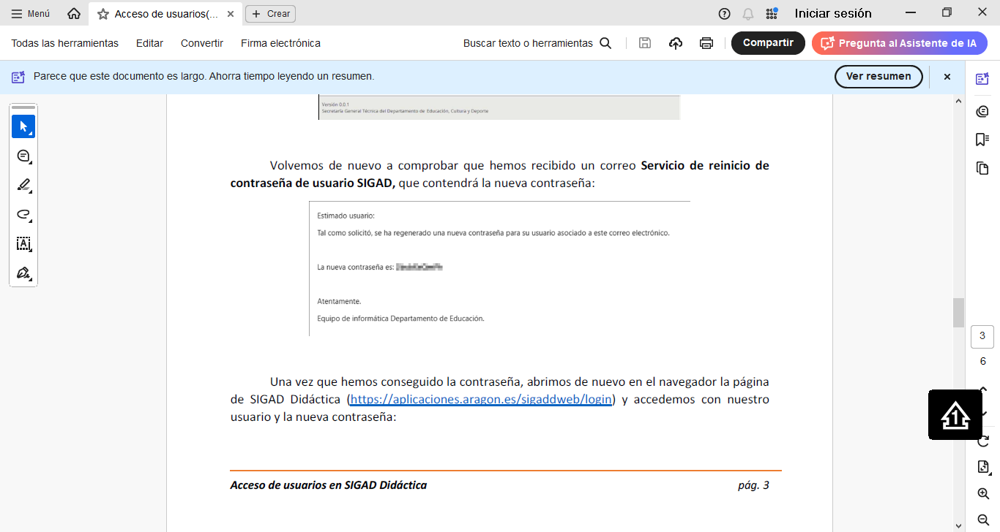 Menú
Acceso de usuarios(...
Crear
Iniciar sesión
Todas las herramientas
Editar
Convertir
Firma electrónica
Buscar texto o herramientas
Compartir
Pregunta al Asistente de IA
Parece que este documento es largo. Ahorra tiempo leyendo un resumen.
Ver resumen
Versión 0.0.1
Secretaría General Técnica del Departamento de Educación, Cultura y Deporte
Volvemos de nuevo a comprobar que hemos recibido un correo Servicio de reinicio de
contraseña de usuario SIGAD, que contendrá la nueva contraseña:
Estimado usuario:
Tal como solicitó, se ha regenerado una nueva contraseña para su usuario asociado a este correo electrónico.
La nueva contraseña es:
Atentamente.
Equipo de informática Departamento de Educación.
Una vez que hemos conseguido la contraseña, abrimos de nuevo en el navegador la página
de SIGAD Didáctica (https://aplicaciones.aragon.es/sigaddweb/login) y accedemos con nuestro
usuario y la nueva contraseña:
Acceso de usuarios en SIGAD Didáctica
pág. 3
3
6
1